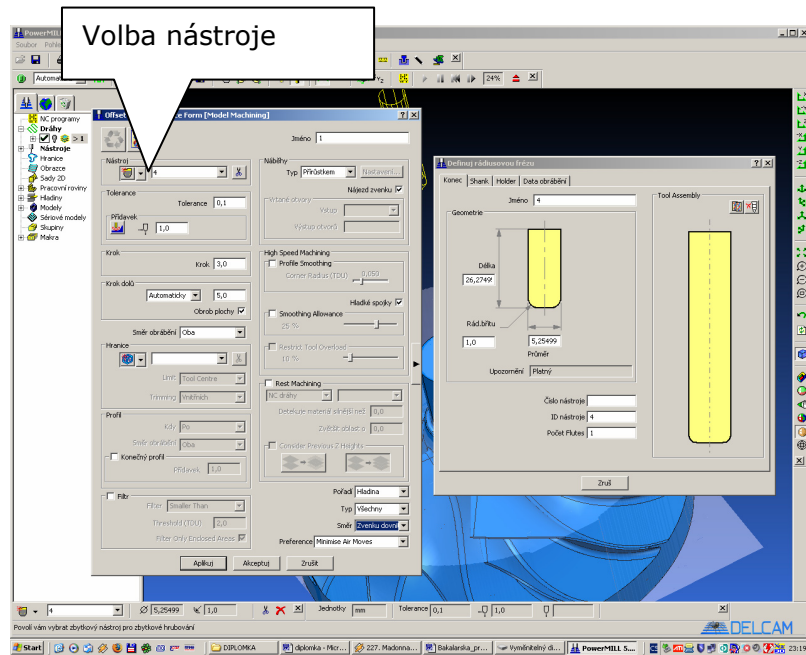 Volba nástroje
PowerMILL
Soubor
Automat
24%
NC programy
Dráhy
> 1
Nástroje
Hranice
Obrazce
Sady 2D
Pracovní roviny
Hladiny
Modely
Sériové modely
Skupiny
Makra
Offset
ce Form [Model Machining]
Jméno 1
Nástroj
4
Tolerance
Tolerance 0,1
Přídavek
1,0
Krok
Krok 3,0
Krok dolů
Automaticky 5,0
Obrob plochy
Směr obrábění Oba
Hranice
Limit Tool Centre
Trimming Vnitřních
Profil
Kdy Po
Směr obrábění Oba
Konečný profil
Přídavek 1,0
Filtr
Filter Smaller Than
Threshold (TDU) 2,0
Filter Only Enclosed Areas
Náběhy
Typ Přírůstkem Nastavení...
Nájezd zvenku
Vrtané otvory
Vstop
Výstup otvorů
High Speed Machining
Profile Smoothing
Corner Radius (TDU) 0,050
Hladké spojky
Smoothing Allowance
25 %
Restrict Tool Overload
10 %
Rest Machining
NC dráhy
Detekuje materiál silnější než 0,0
Zvětšit oblast o 0,0
Consider Previous Z Heights
Pořadí Hladina
Typ Všechny
Směr Zvenku dovni
Preference Minimise Air Moves
Aplikuj Akceptuj Zrušit
Definuj rádiusovou frézu
Konec Shank Holder Data obrábění
Jméno 4
Geometrie
Délka
26,2749
Rád.břitu
1,0
5,25499
Průměr
Upozornění Platný
Číslo nástroje
ID nástroje 4
Počet Flutes 1
Tool Assembly
Zruš
4 5,25499 1,0 Jednotky mm Tolerance 0,1 1,0
Povolí vám vybrat zbytkový nástroj pro zbytkové hrubování
DELCAM
Start DIPLOMKA diplomka - Micr... 227. Madonna... Bakalarska_pr... Vyměnitelný di... PowerMILL 5.... 23:19